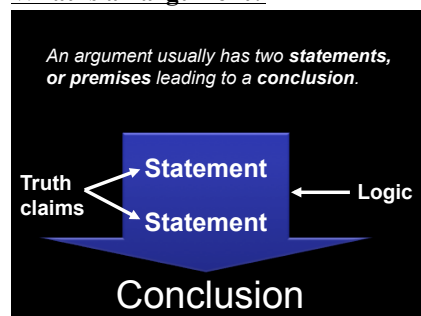 An argument usually has two statements,
or premises leading to a conclusion.
Statement
Truth
claims
Logic
Statement
Conclusion